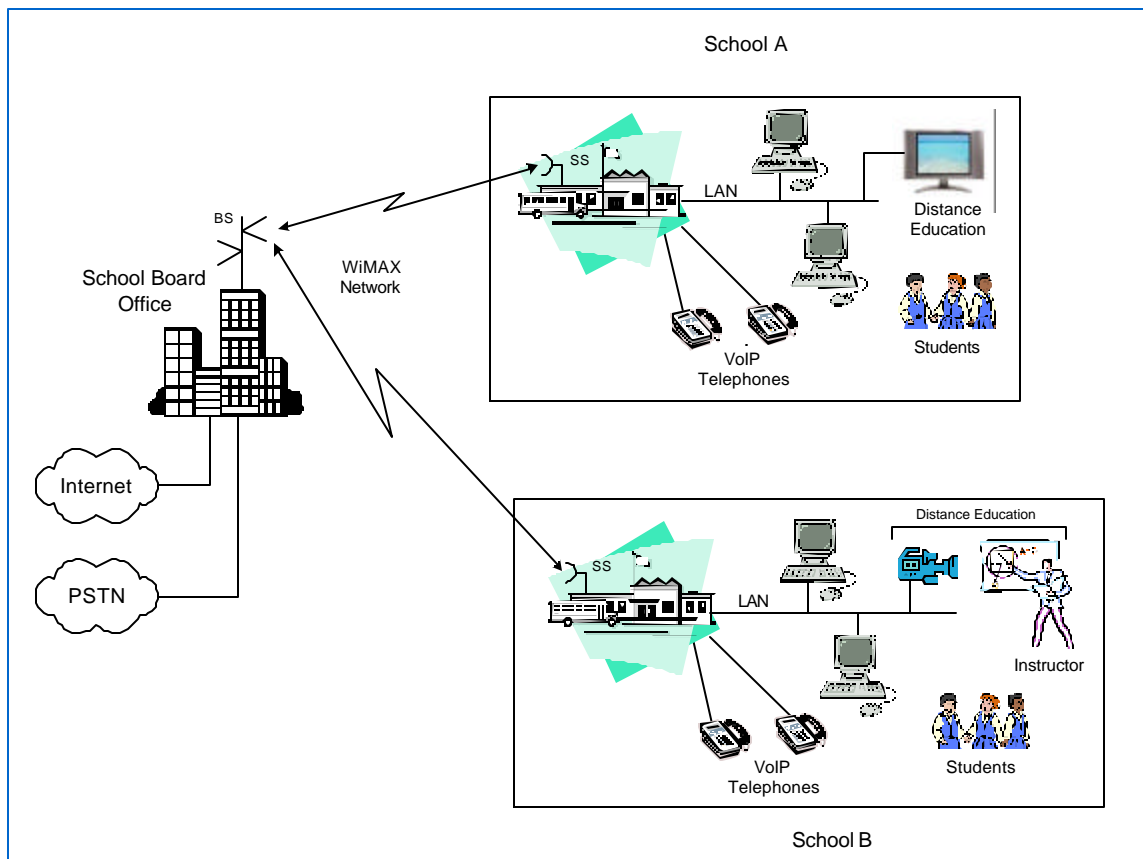 School A
SS
LAN
Distance
Education
BS
WiMAX
Network
School Board
Office
VoIP
Telephones
Students
Internet
PSTN
Distance Education
SS
LAN
Instructor
VoIP
Telephones
Students
School B